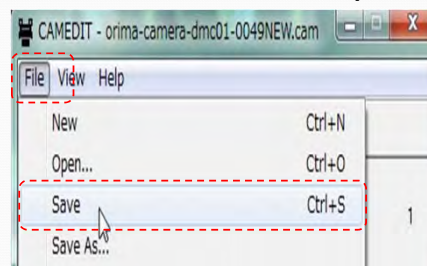 CAMEDIT - orima-camera-dmc01-0049NEW.cam
File View Help
New Ctrl+N
Open... Ctrl+O
Save Ctrl+S
1
Save As...